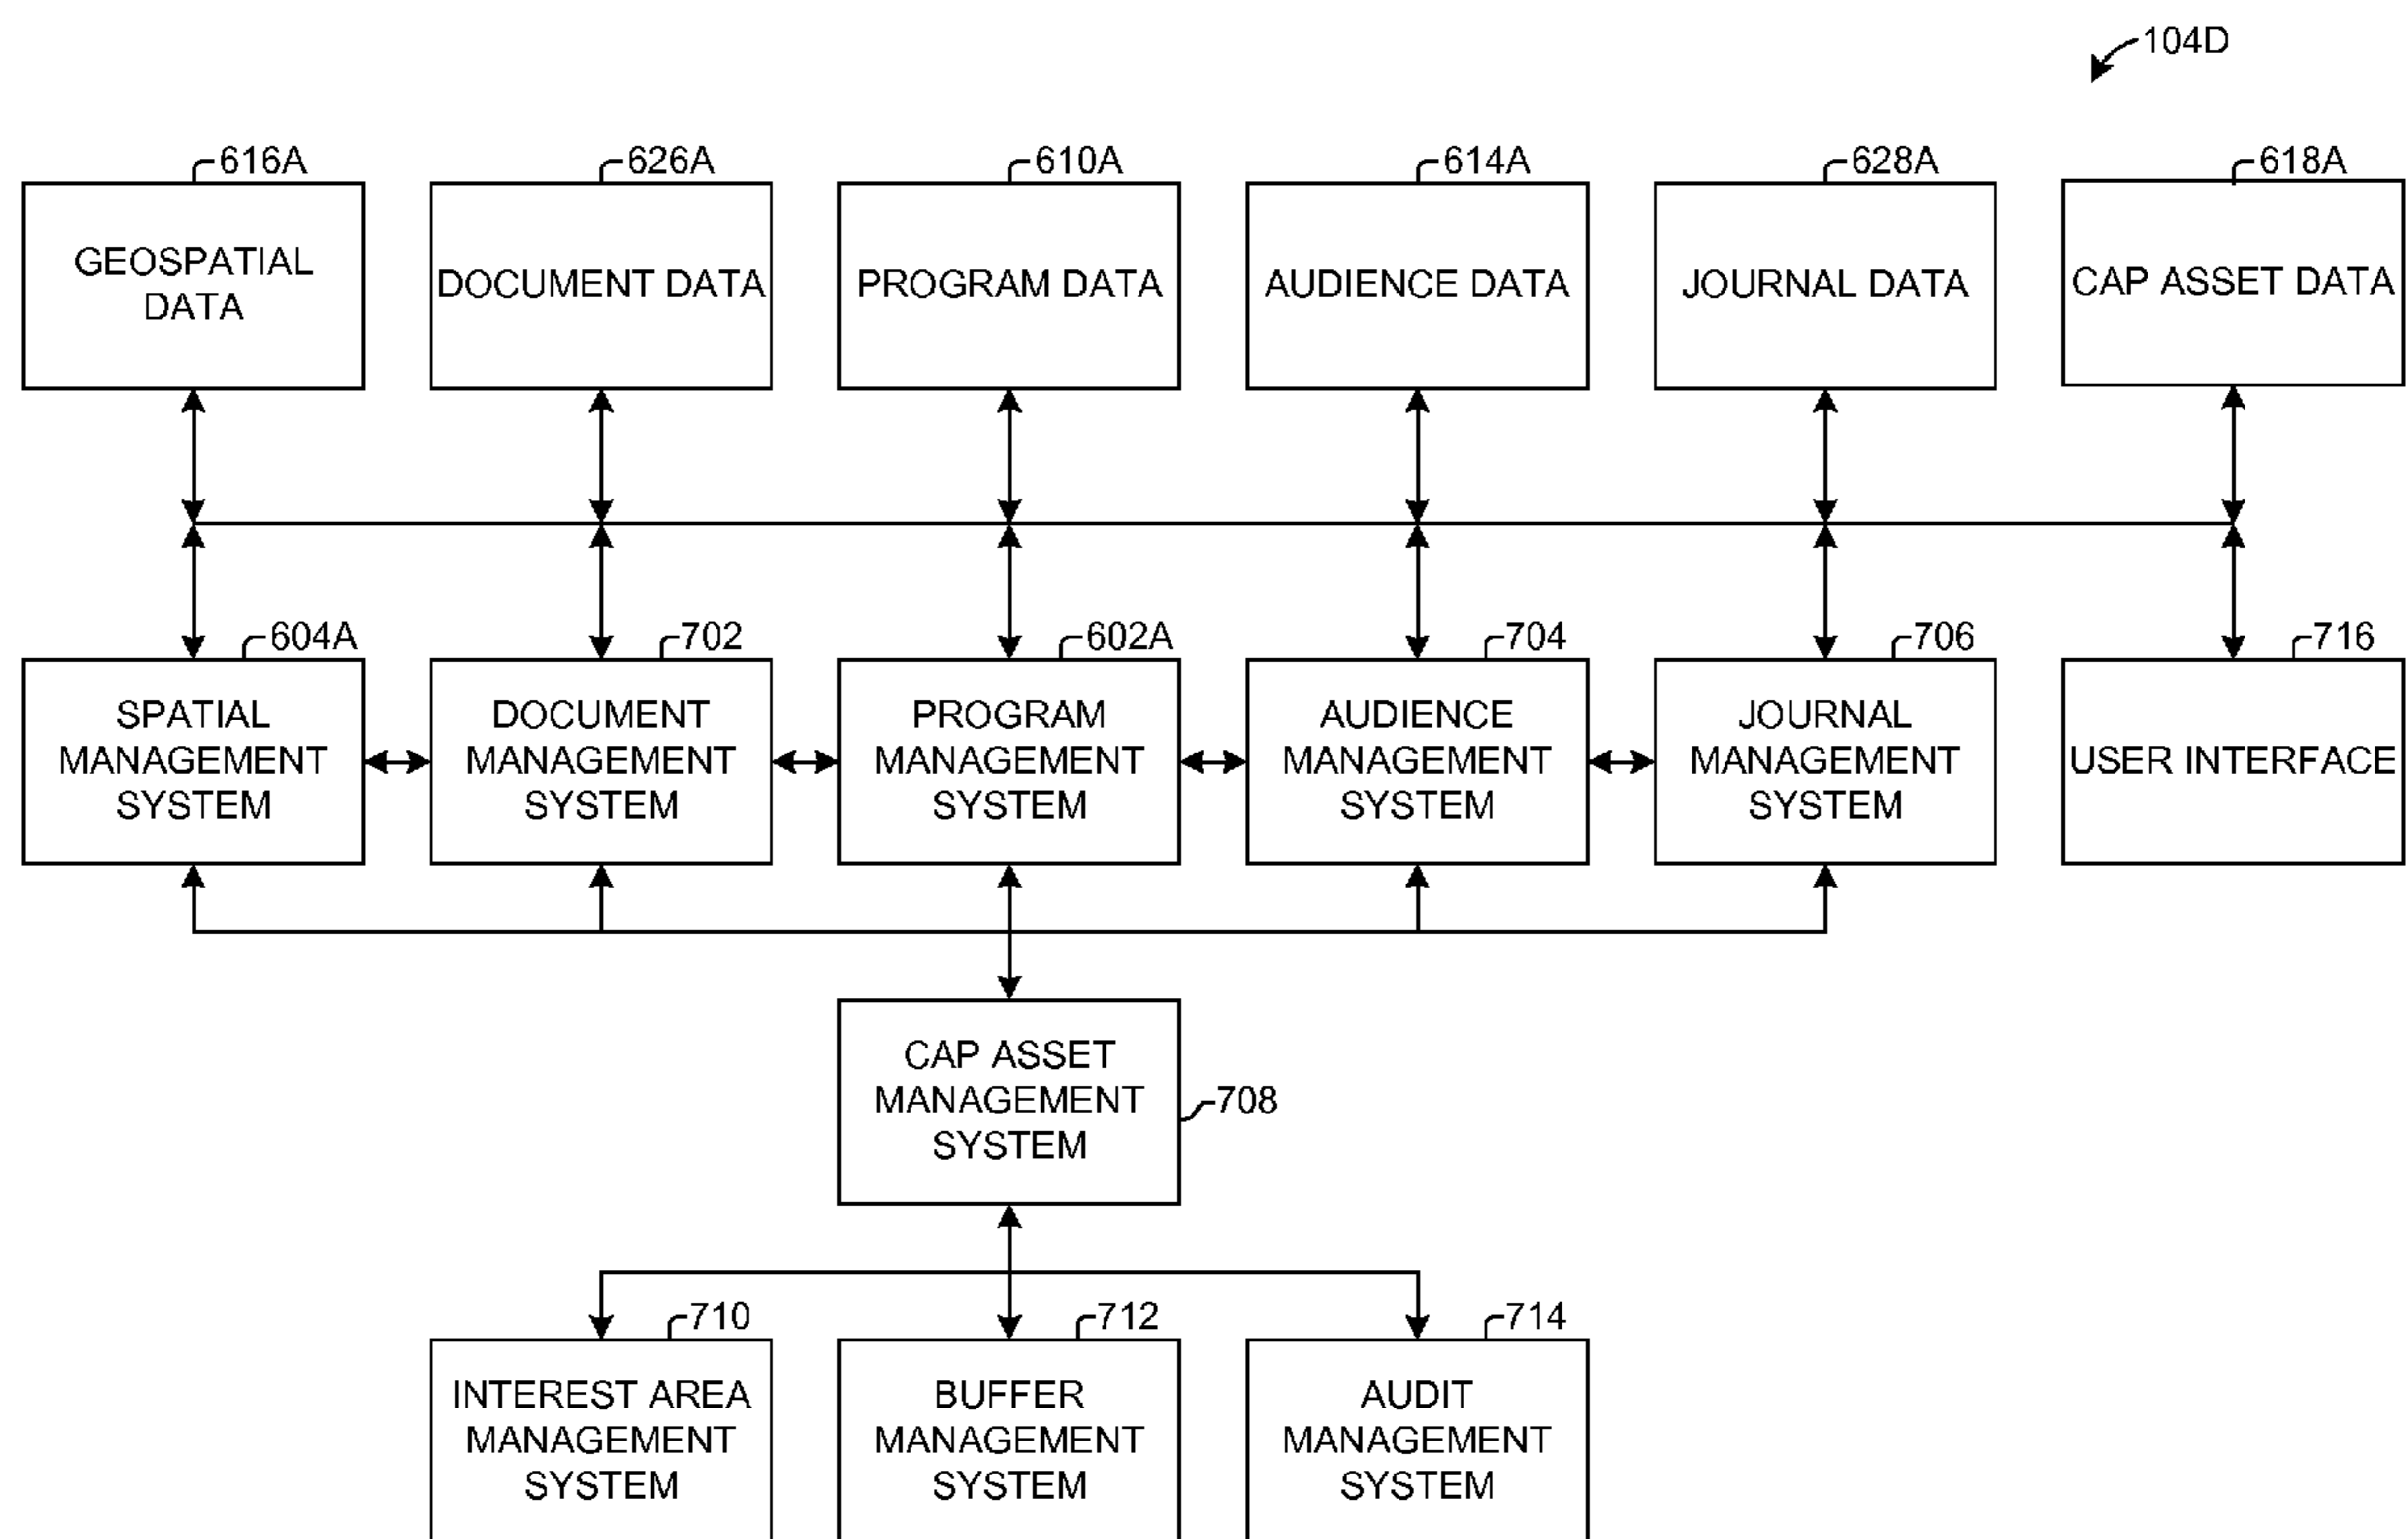 104D
616A
626A
610A
614A
628A
618A
GEOSPATIAL
DATA
DOCUMENT DATA
PROGRAM DATA
AUDIENCE DATA
JOURNAL DATA
CAP ASSET DATA
604A
702
602A
704
706
716
SPATIAL
MANAGEMENT
SYSTEM
DOCUMENT
MANAGEMENT
SYSTEM
PROGRAM
MANAGEMENT
SYSTEM
AUDIENCE
MANAGEMENT
SYSTEM
JOURNAL
MANAGEMENT
SYSTEM
USER INTERFACE
CAP ASSET
MANAGEMENT
SYSTEM
708
710
712
714
INTEREST AREA
MANAGEMENT
SYSTEM
BUFFER
MANAGEMENT
SYSTEM
AUDIT
MANAGEMENT
SYSTEM